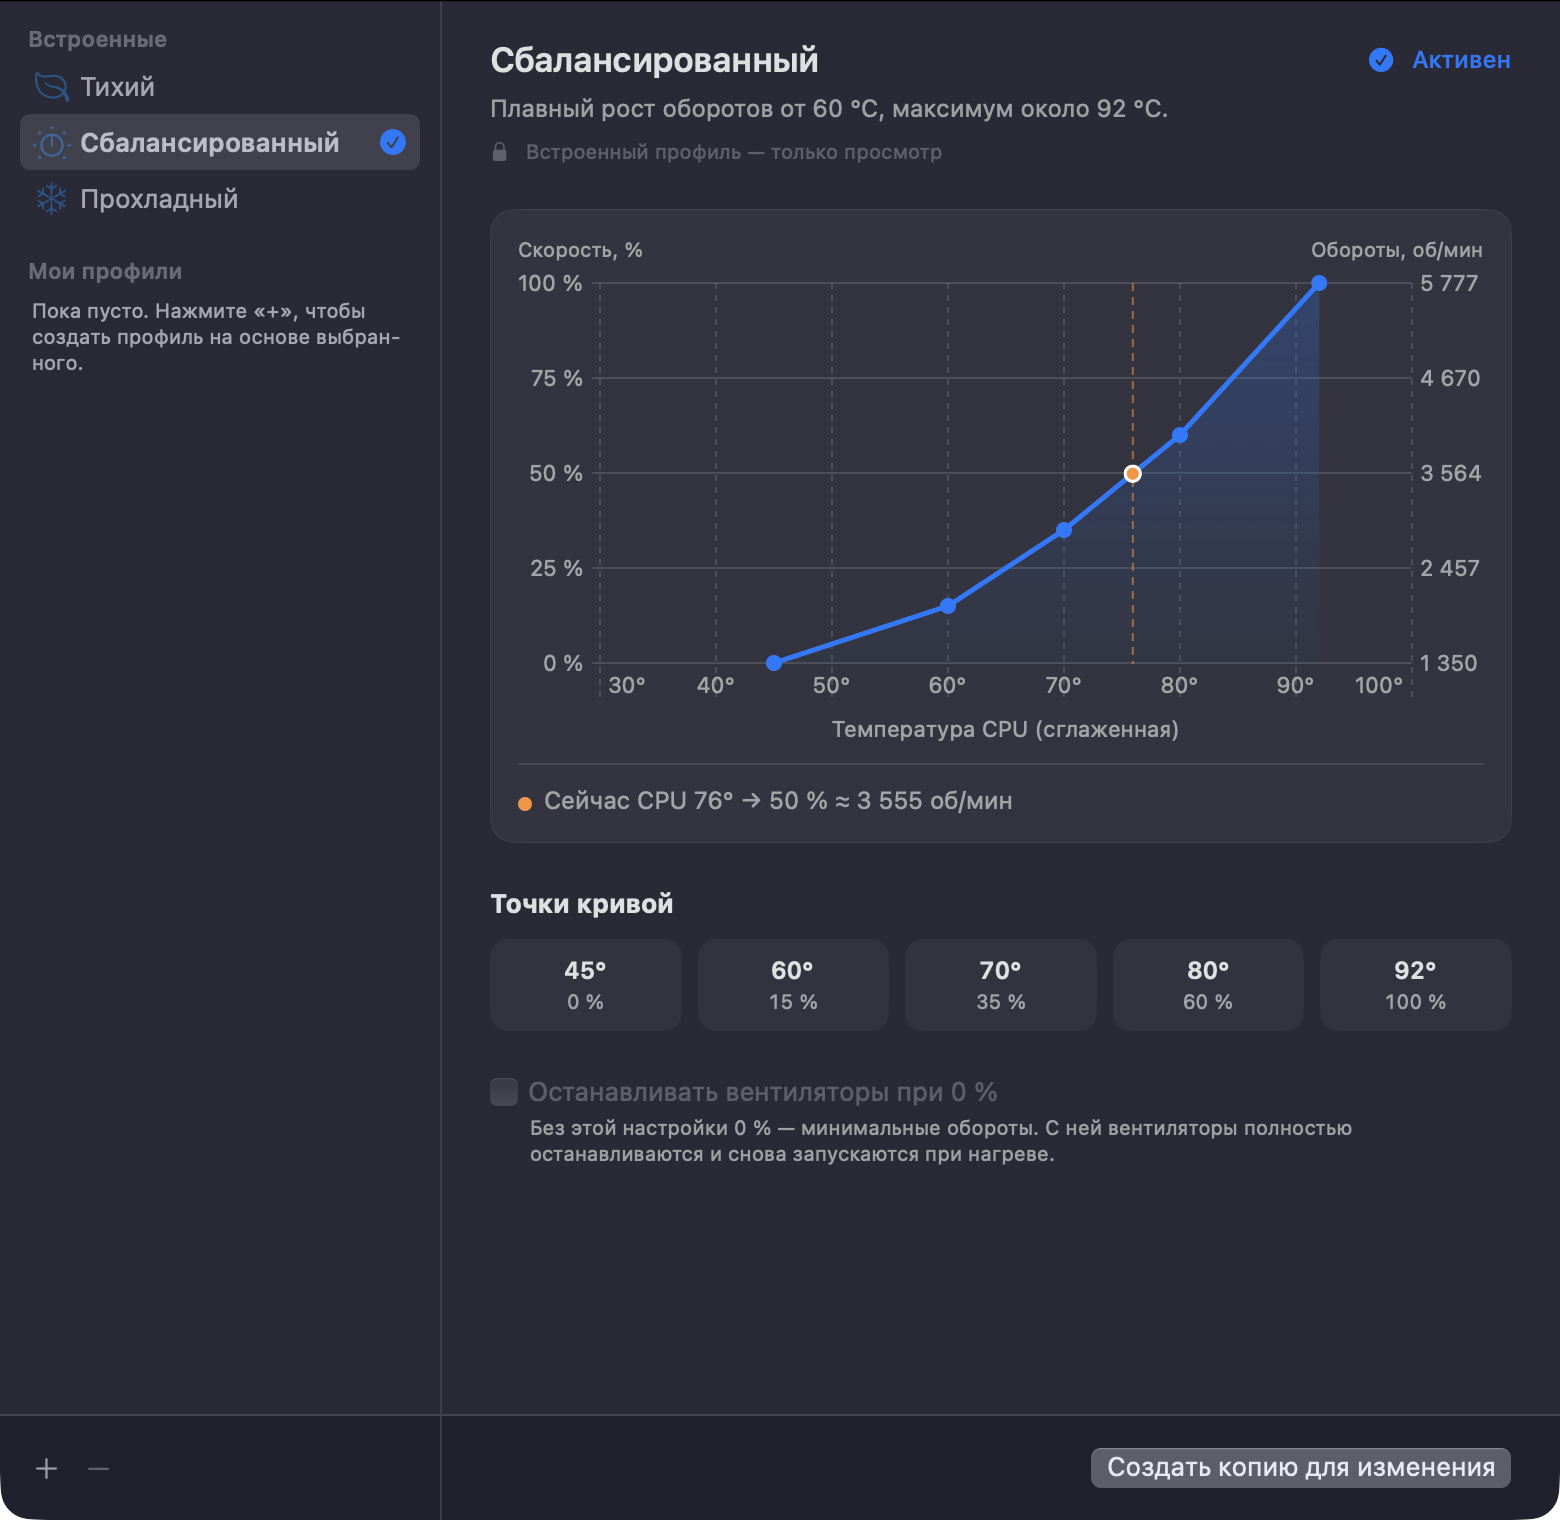 Встроенные
Тихий
Сбалансированный
Прохладный
Мои профили
Пока пусто. Нажмите «+», чтобы
создать профиль на основе выбран-
ного.
Сбалансированный
Активен
Плавный рост оборотов от 60 °C, максимум около 92 °C.
Встроенный профиль — только просмотр
Скорость, %
Обороты, об/мин
100 %
5 777
75 %
4 670
50 %
3 564
25 %
2 457
0 %
1 350
30° 40° 50° 60° 70° 80° 90° 100°
Температура CPU (сглаженная)
Сейчас CPU 76° → 50 % ≈ 3 555 об/мин
Точки кривой
45° 60° 70° 80° 92°
0 % 15 % 35 % 60 % 100 %
Останавливать вентиляторы при 0 %
Без этой настройки 0 % — минимальные обороты. С ней вентиляторы полностью
останавливаются и снова запускаются при нагреве.
+ —
Создать копию для изменения